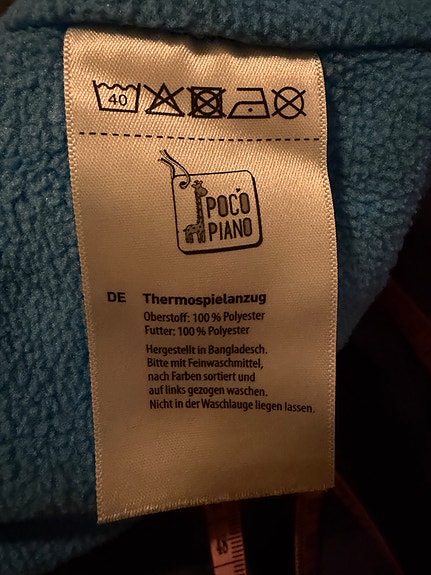 40
POCO
PIANO
DE Thermospielanzug
Oberstoff: 100 % Polyester
Futter: 100 % Polyester
Hergestellt in Bangladesch.
Bitte mit Feinwaschmittel,
nach Farben sortiert und
auf links gezogen waschen.
Nicht in der Waschlauge liegen lassen.
48